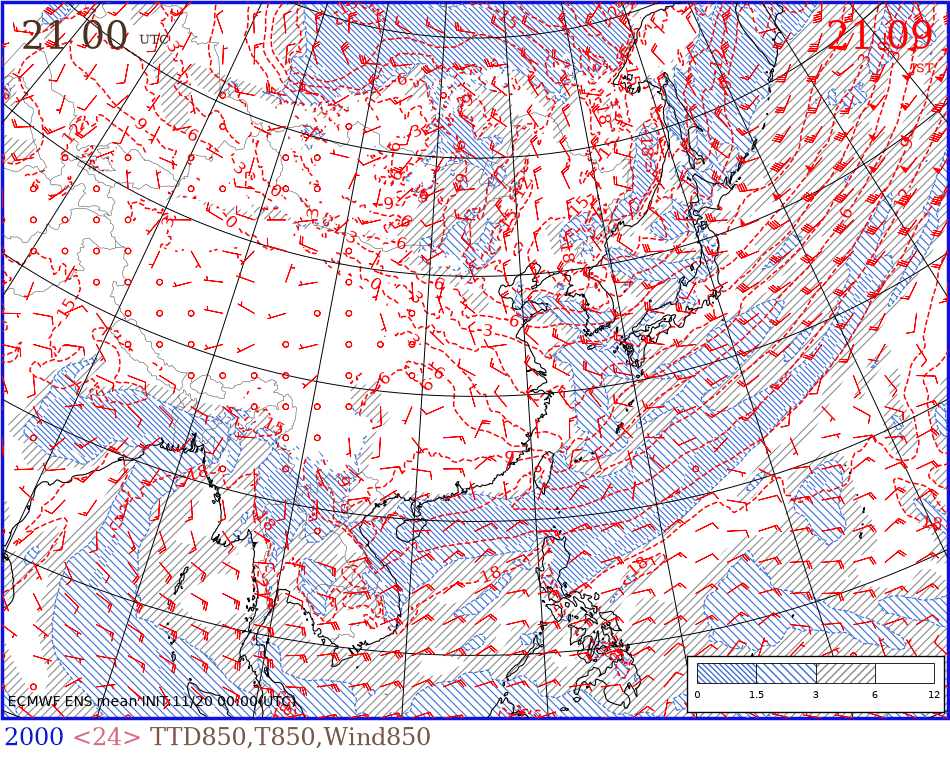 21 00 UTC
21.09 JST
0 1.5 3 6 12
ECMWF ENS mean INIT:11/20 00:00(UTC)
2000 <24> TTD850,T850,Wind850